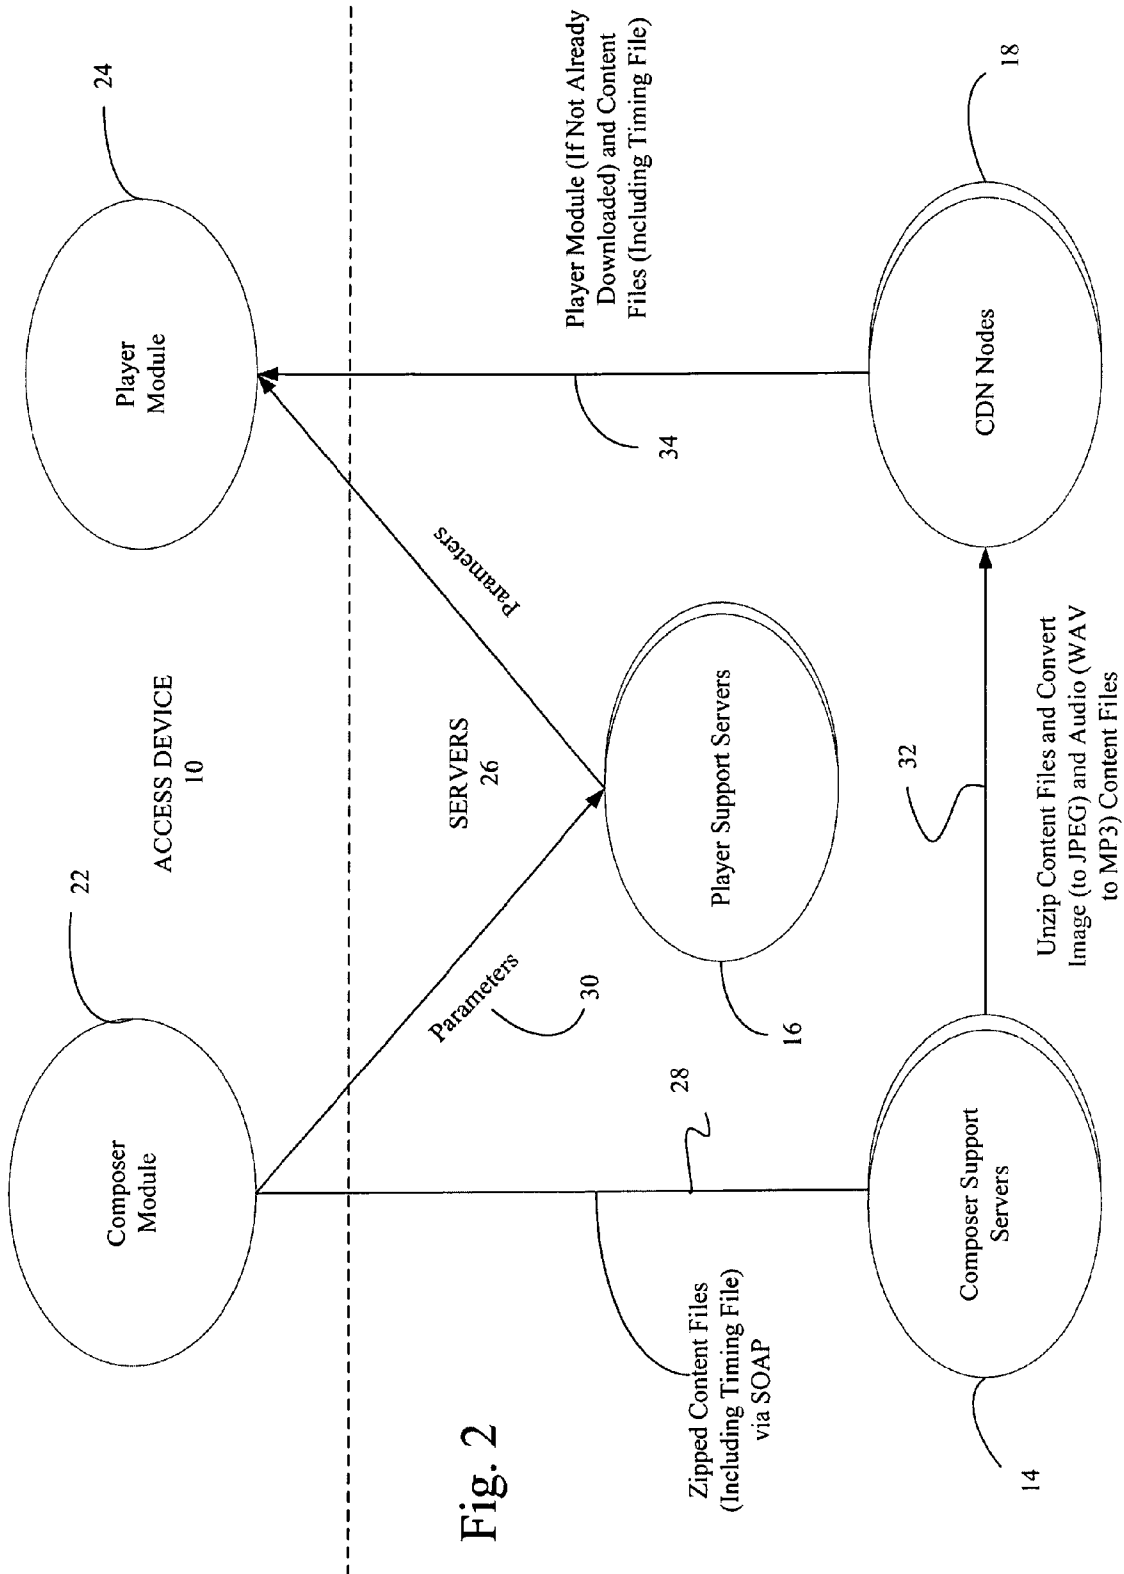 Composer
Module
22
ACCESS DEVICE
10
Player
Module
24
Parameters
30
SERVERS
26
Parameters
Zipped Content Files
(Including Timing File)
via SOAP
28
Player Support Servers
16
34
Player Module (If Not Already
Downloaded) and Content
Files (Including Timing File)
Composer Support
Servers
14
32
Unzip Content Files and Convert
Image (to JPEG) and Audio (WAV
to MP3) Content Files
CDN Nodes
18
Fig. 2